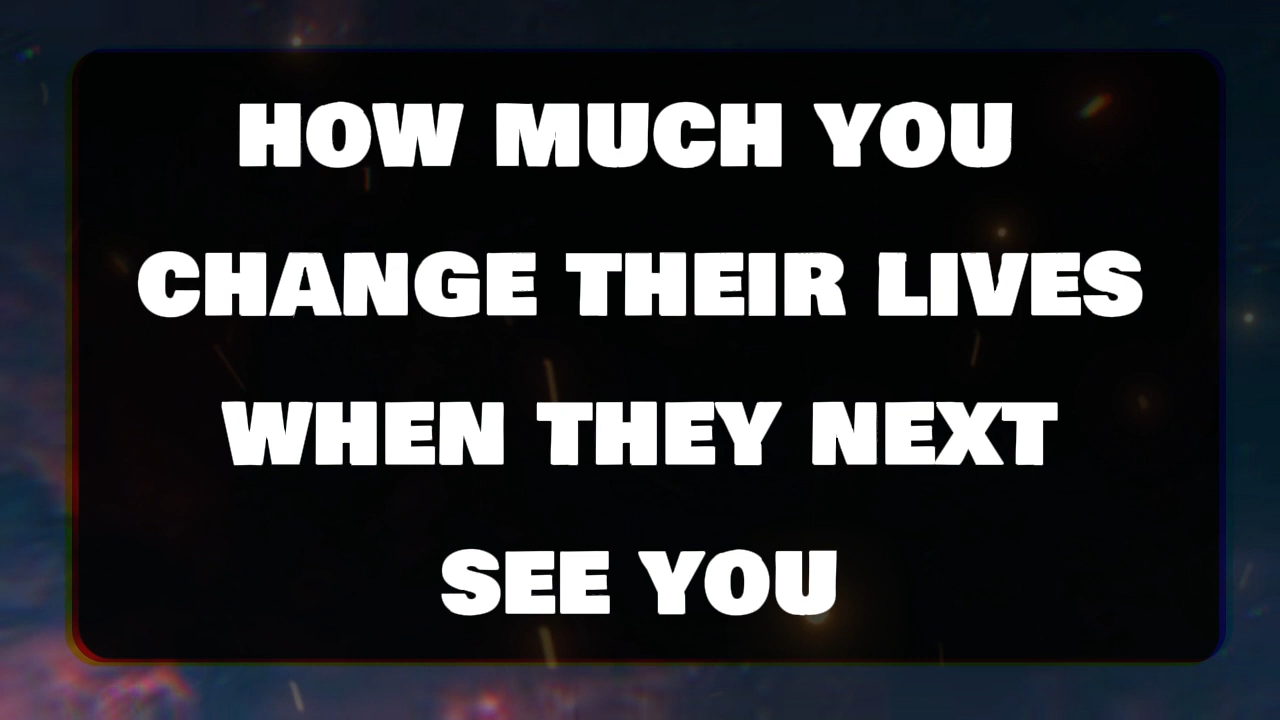 HOW MUCH YOU
CHANGE THEIR LIVES
WHEN THEY NEXT
SEE YOU